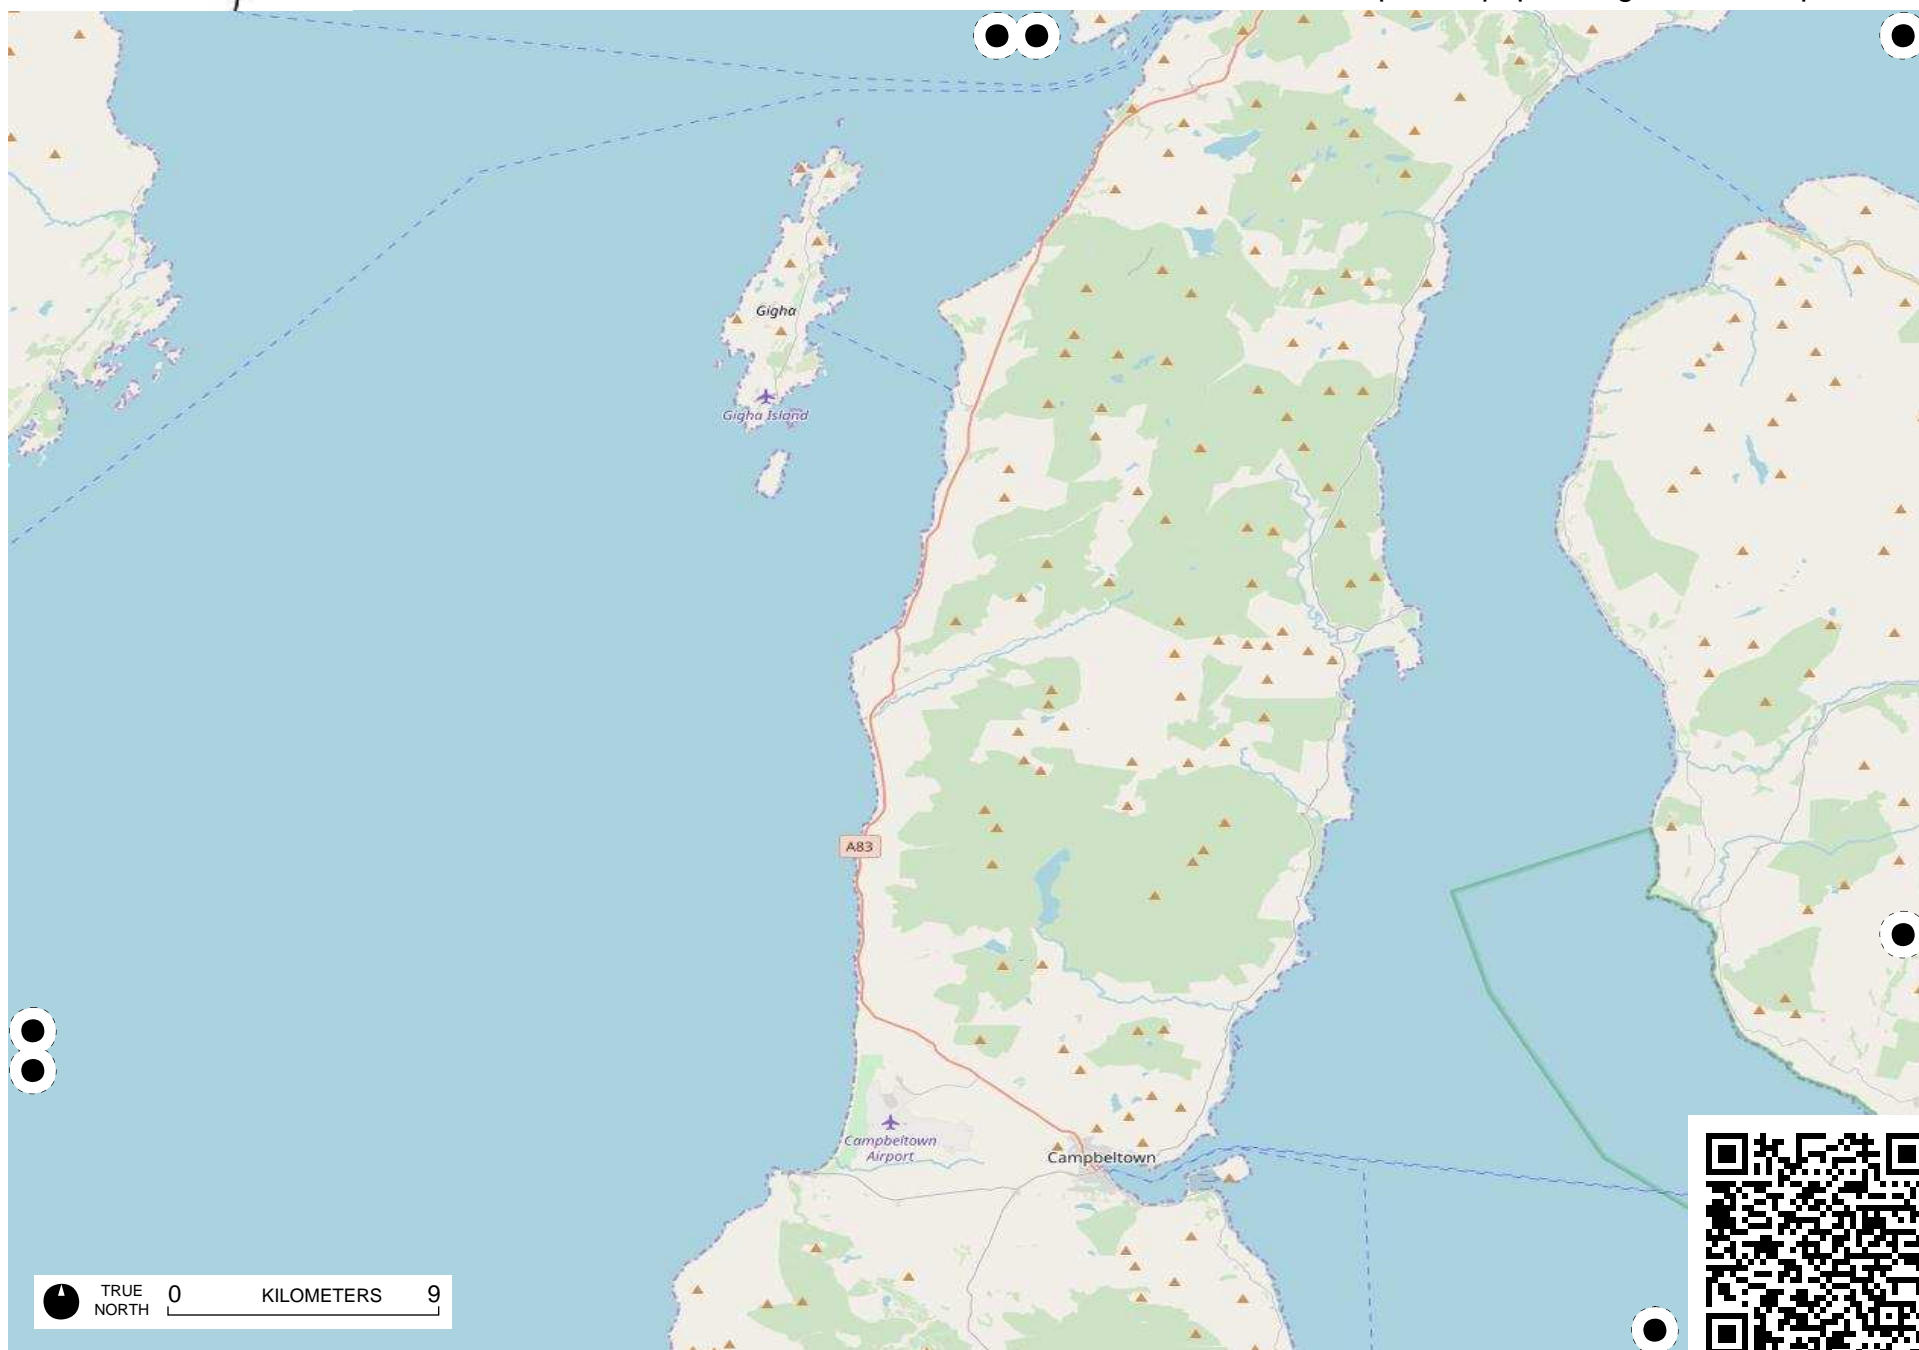 Gigha
Gigha Island
A83
Campbeltown
Airport
Campbeltown
TRUE
NORTH
0
KILOMETERS
9